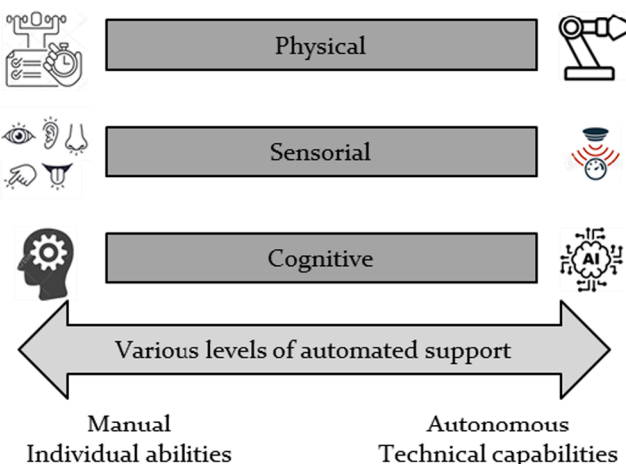 Physical
Sensorial
Cognitive
AI
Various levels of automated support
Manual
Individual abilities
Autonomous
Technical capabilities